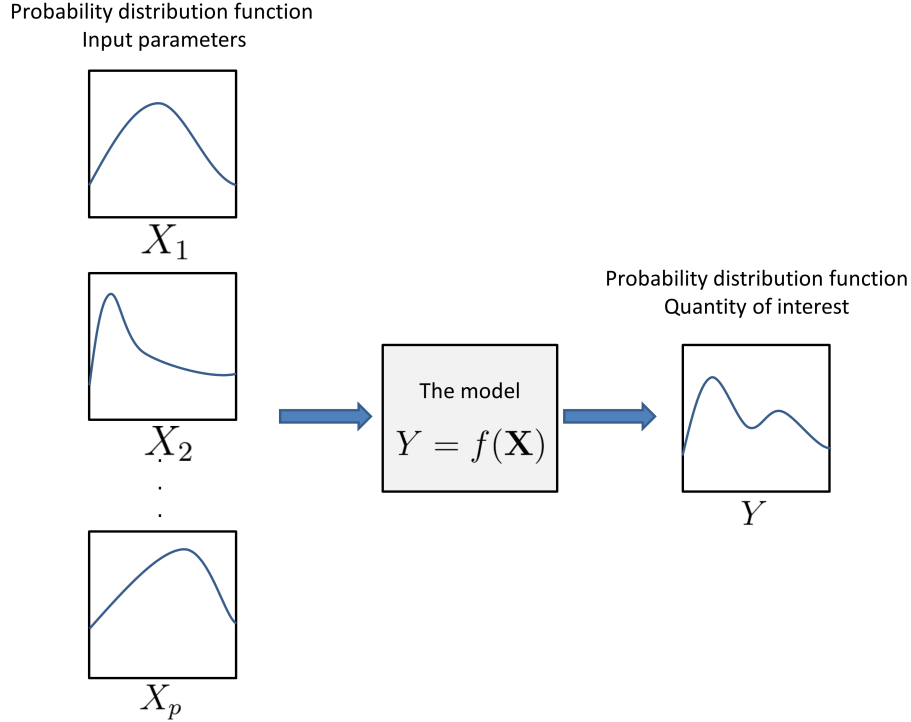 Probability distribution function
Input parameters
X₁
X₂
.
.
.
Xₚ
The model
Y = f(𝐗)
Probability distribution function
Quantity of interest
Y